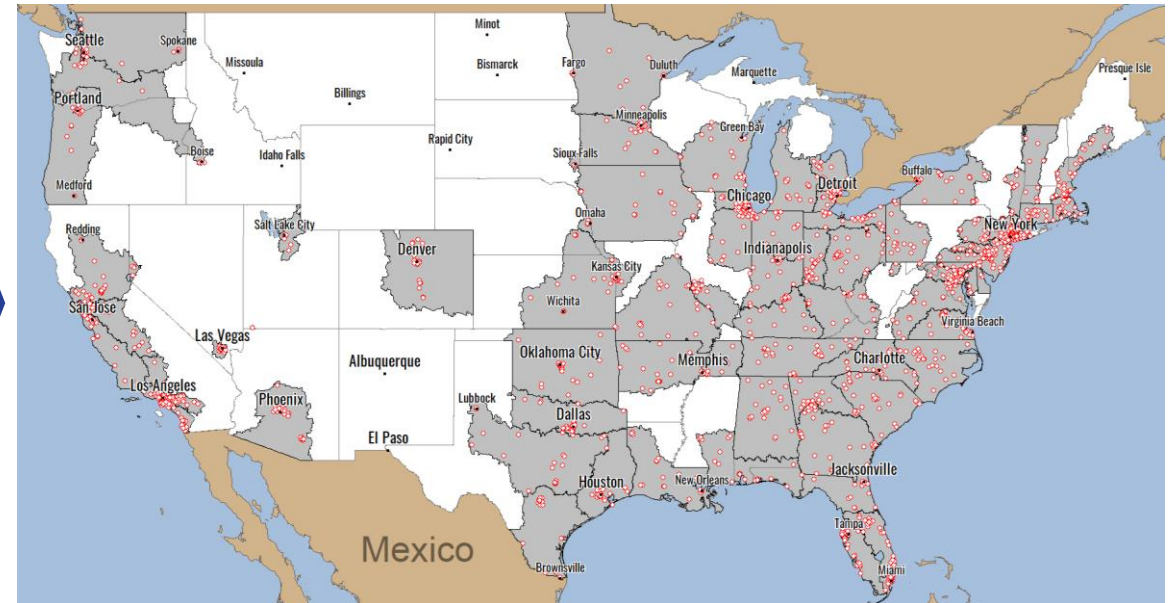 Minot
Seattle
Spokane
Missoula
Bismarck
Fargo
Duluth
Marquette
Presque Isle
Portland
Billings
Minneapolis
Boise
Idaho Falls
Rapid City
Green Bay
Sioux Falls
Buffalo
Medford
Detroit
Chicago
Omaha
Redding
Salt Lake City
New York
Denver
Indianapolis
Kansas City
San Jose
Wichita
Las Vegas
Virginia Beach
Oklahoma City
Memphis
Charlotte
Albuquerque
Los Angeles
Phoenix
Lubbock
Dallas
El Paso
Jacksonville
Houston
New Orleans
Tampa
Mexico
Brownsville
Miami